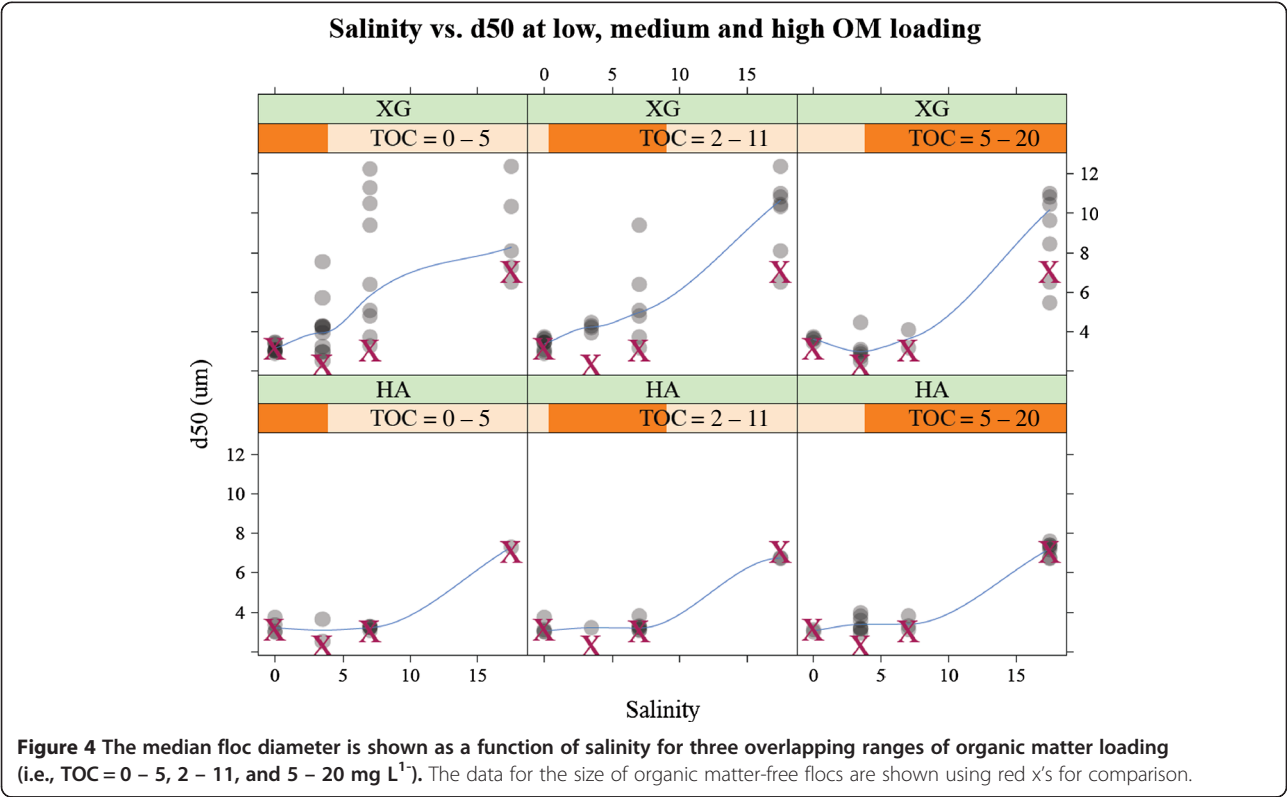 Salinity vs. d50 at low, medium and high OM loading
0 5 10 15
XG XG XG
TOC = 0 – 5 TOC = 2 – 11 TOC = 5 – 20
12
10
8
6
4
d50 (um)
HA HA HA
TOC = 0 – 5 TOC = 2 – 11 TOC = 5 – 20
12
10
8
6
4
0 5 10 15 0 5 10 15
Salinity
Figure 4 The median floc diameter is shown as a function of salinity for three overlapping ranges of organic matter loading
(i.e., TOC = 0 – 5, 2 – 11, and 5 – 20 mg L¹⁻). The data for the size of organic matter-free flocs are shown using red x's for comparison.